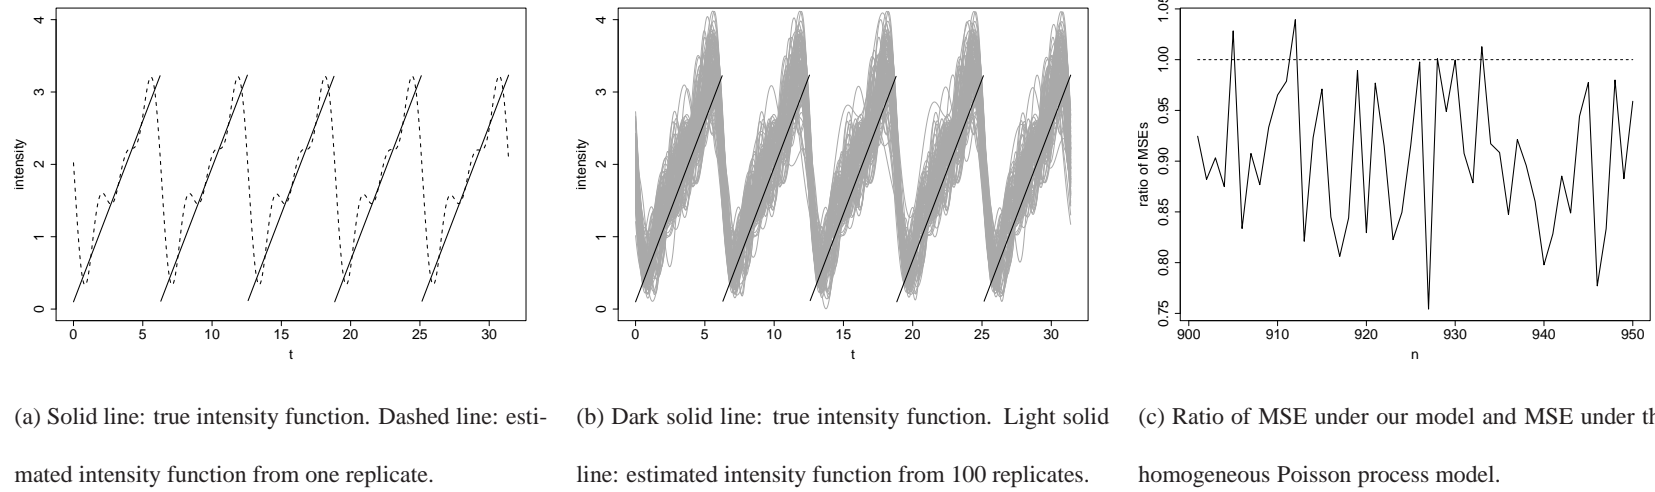 4
3
2
1
0
intensity
0 5 10 15 20 25 30
t
4
3
2
1
0
intensity
0 5 10 15 20 25 30
t
1.05
1.00
0.95
0.90
0.85
0.80
0.75
ratio of MSEs
900 910 920 930 940 950
n
(a) Solid line: true intensity function. Dashed line: esti-
mated intensity function from one replicate.
(b) Dark solid line: true intensity function. Light solid
line: estimated intensity function from 100 replicates.
(c) Ratio of MSE under our model and MSE under th
homogeneous Poisson process model.